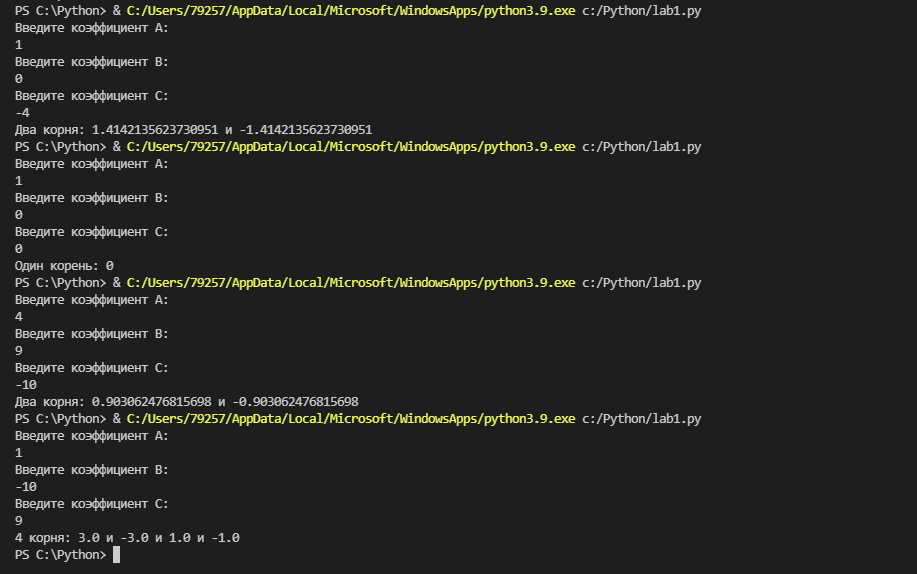 PS C:\Python> & C:/Users/79257/AppData/Local/Microsoft/WindowsApps/python3.9.exe c:/Python/lab1.py
Введите коэффициент A:
1
Введите коэффициент B:
0
Введите коэффициент C:
-4
Два корня: 1.4142135623730951 и -1.4142135623730951
PS C:\Python> & C:/Users/79257/AppData/Local/Microsoft/WindowsApps/python3.9.exe c:/Python/lab1.py
Введите коэффициент A:
1
Введите коэффициент B:
0
Введите коэффициент C:
0
Один корень: 0
PS C:\Python> & C:/Users/79257/AppData/Local/Microsoft/WindowsApps/python3.9.exe c:/Python/lab1.py
Введите коэффициент A:
4
Введите коэффициент B:
9
Введите коэффициент C:
-10
Два корня: 0.903062476815698 и -0.903062476815698
PS C:\Python> & C:/Users/79257/AppData/Local/Microsoft/WindowsApps/python3.9.exe c:/Python/lab1.py
Введите коэффициент A:
1
Введите коэффициент B:
-10
Введите коэффициент C:
9
4 корня: 3.0 и -3.0 и 1.0 и -1.0
PS C:\Python>